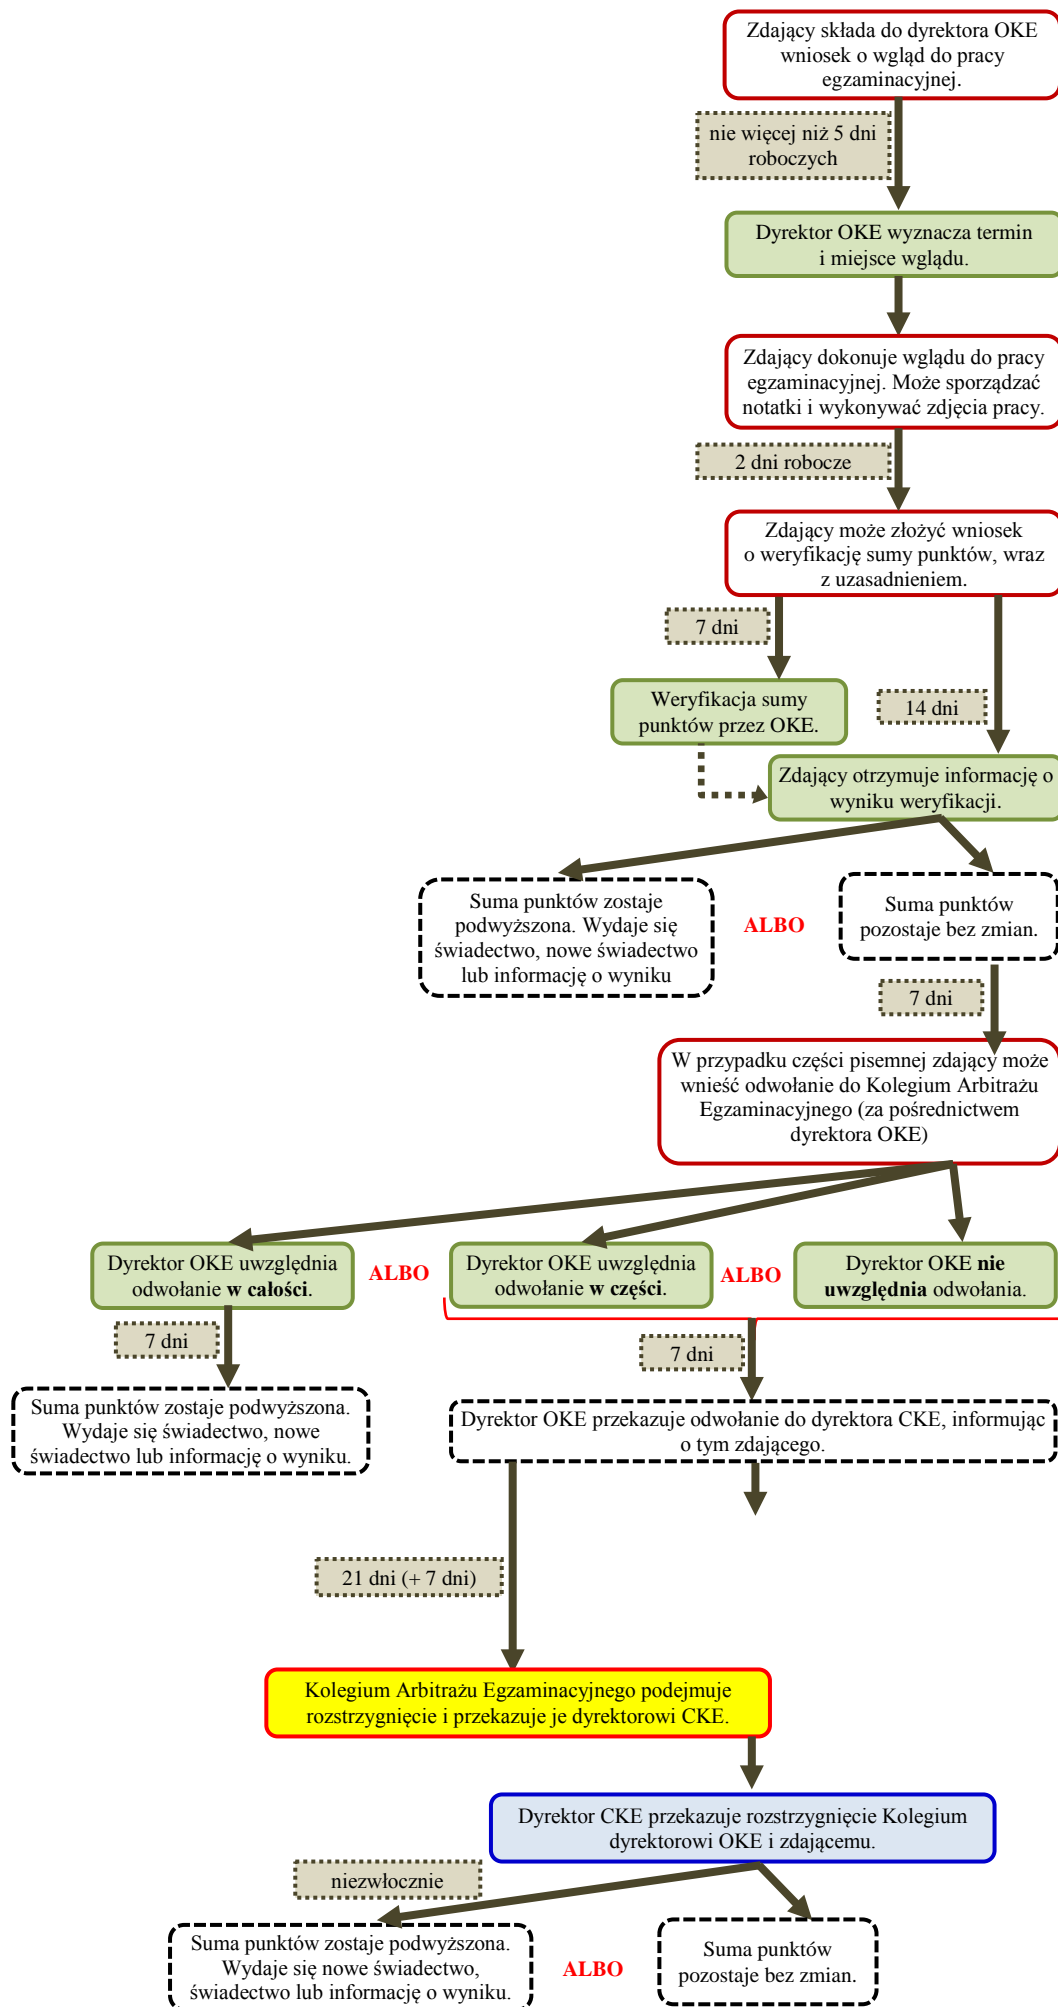 Zdający składa do dyrektora OKE
wniosek o wgląd do pracy
egzaminacyjnej.
nie więcej niż 5 dni
roboczych
Dyrektor OKE wyznacza termin
i miejsce wglądu.
Zdający dokonuje wglądu do pracy
egzaminacyjnej. Może sporządzać
notatki i wykonywać zdjęcia pracy.
2 dni robocze
Zdający może złożyć wniosek
o weryfikację sumy punktów, wraz
z uzasadnieniem.
7 dni
Weryfikacja sumy
punktów przez OKE.
14 dni
Zdający otrzymuje informację o
wyniku weryfikacji.
Suma punktów zostaje
podwyższona. Wydaje się
świadectwo, nowe świadectwo
lub informację o wyniku
ALBO
Suma punktów
pozostaje bez zmian.
7 dni
W przypadku części pisemnej zdający może
wnieść odwołanie do Kolegium Arbitrażu
Egzaminacyjnego (za pośrednictwem
dyrektora OKE)
Dyrektor OKE uwzględnia
odwołanie w całości.
ALBO
Dyrektor OKE uwzględnia
odwołanie w części.
ALBO
Dyrektor OKE nie
uwzględnia odwołania.
7 dni
7 dni
Suma punktów zostaje podwyższona.
Wydaje się świadectwo, nowe
świadectwo lub informację o wyniku.
Dyrektor OKE przekazuje odwołanie do dyrektora CKE, informując
o tym zdającego.
21 dni (+ 7 dni)
Kolegium Arbitrażu Egzaminacyjnego podejmuje
rozstrzygnięcie i przekazuje je dyrektorowi CKE.
Dyrektor CKE przekazuje rozstrzygnięcie Kolegium
dyrektorowi OKE i zdającemu.
niezwłocznie
Suma punktów zostaje podwyższona.
Wydaje się nowe świadectwo,
świadectwo lub informację o wyniku.
ALBO
Suma punktów
pozostaje bez zmian.